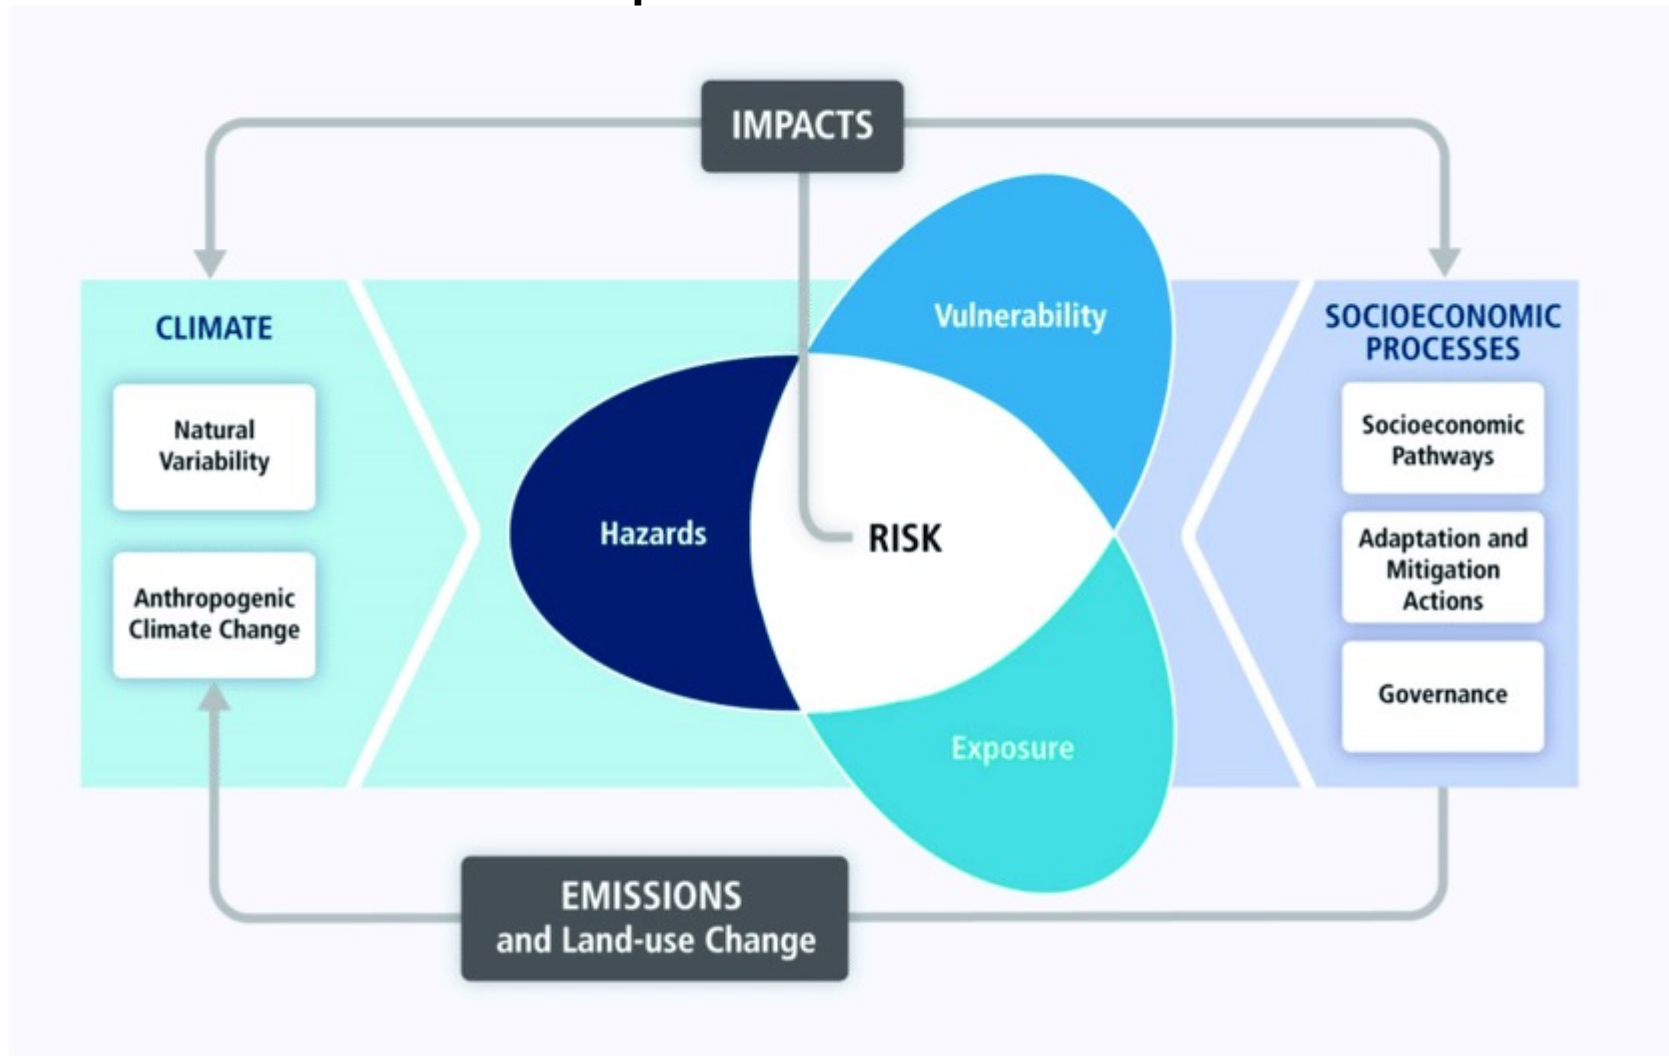 IMPACTS
CLIMATE
Natural
Variability
Anthropogenic
Climate Change
Vulnerability
Hazards
RISK
Exposure
SOCIOECONOMIC
PROCESSES
Socioeconomic
Pathways
Adaptation and
Mitigation
Actions
Governance
EMISSIONS
and Land-use Change